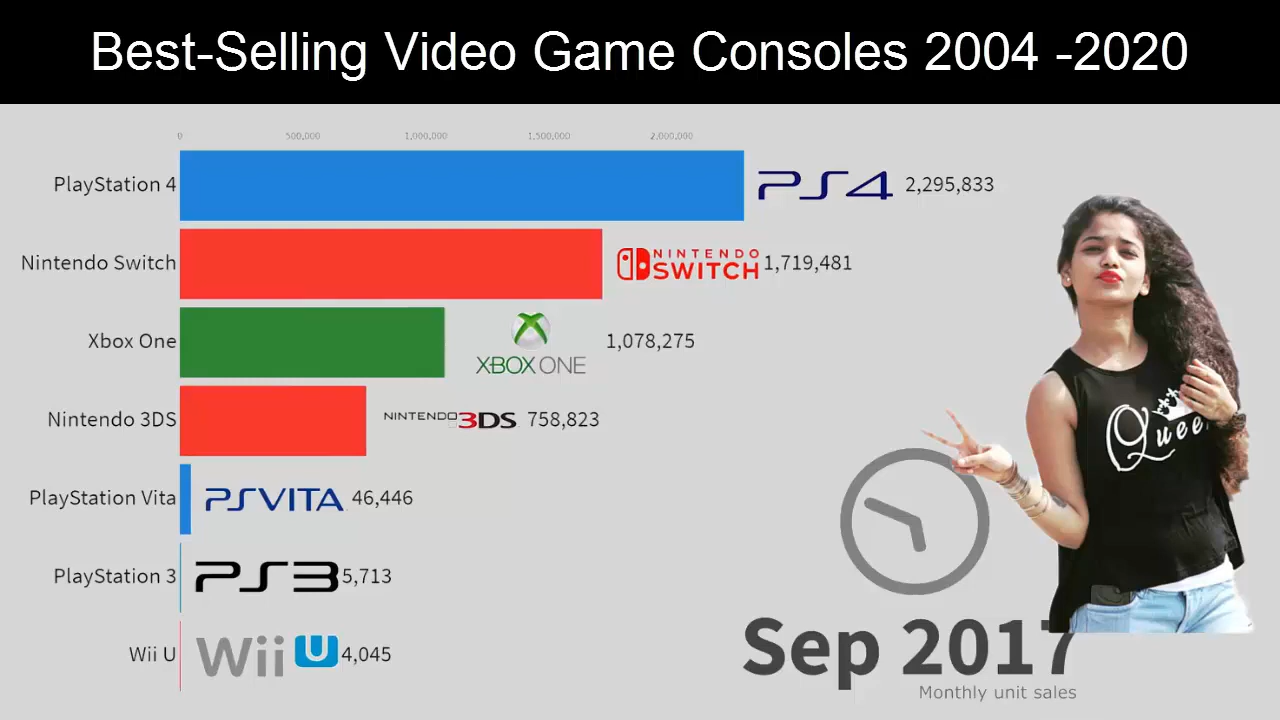 Best-Selling Video Game Consoles 2004 -2020
0 500,000 1,000,000 1,500,000 2,000,000
PlayStation 4 PS4 2,295,833
Nintendo Switch NINTENDO SWITCH 1,719,481
Xbox One XBOX ONE 1,078,275
Nintendo 3DS NINTENDO 3DS 758,823
PlayStation Vita PSVITA 46,446
PlayStation 3 PS3 5,713
Wii U Wii U 4,045
Queen
Sep 2017
Monthly unit sales